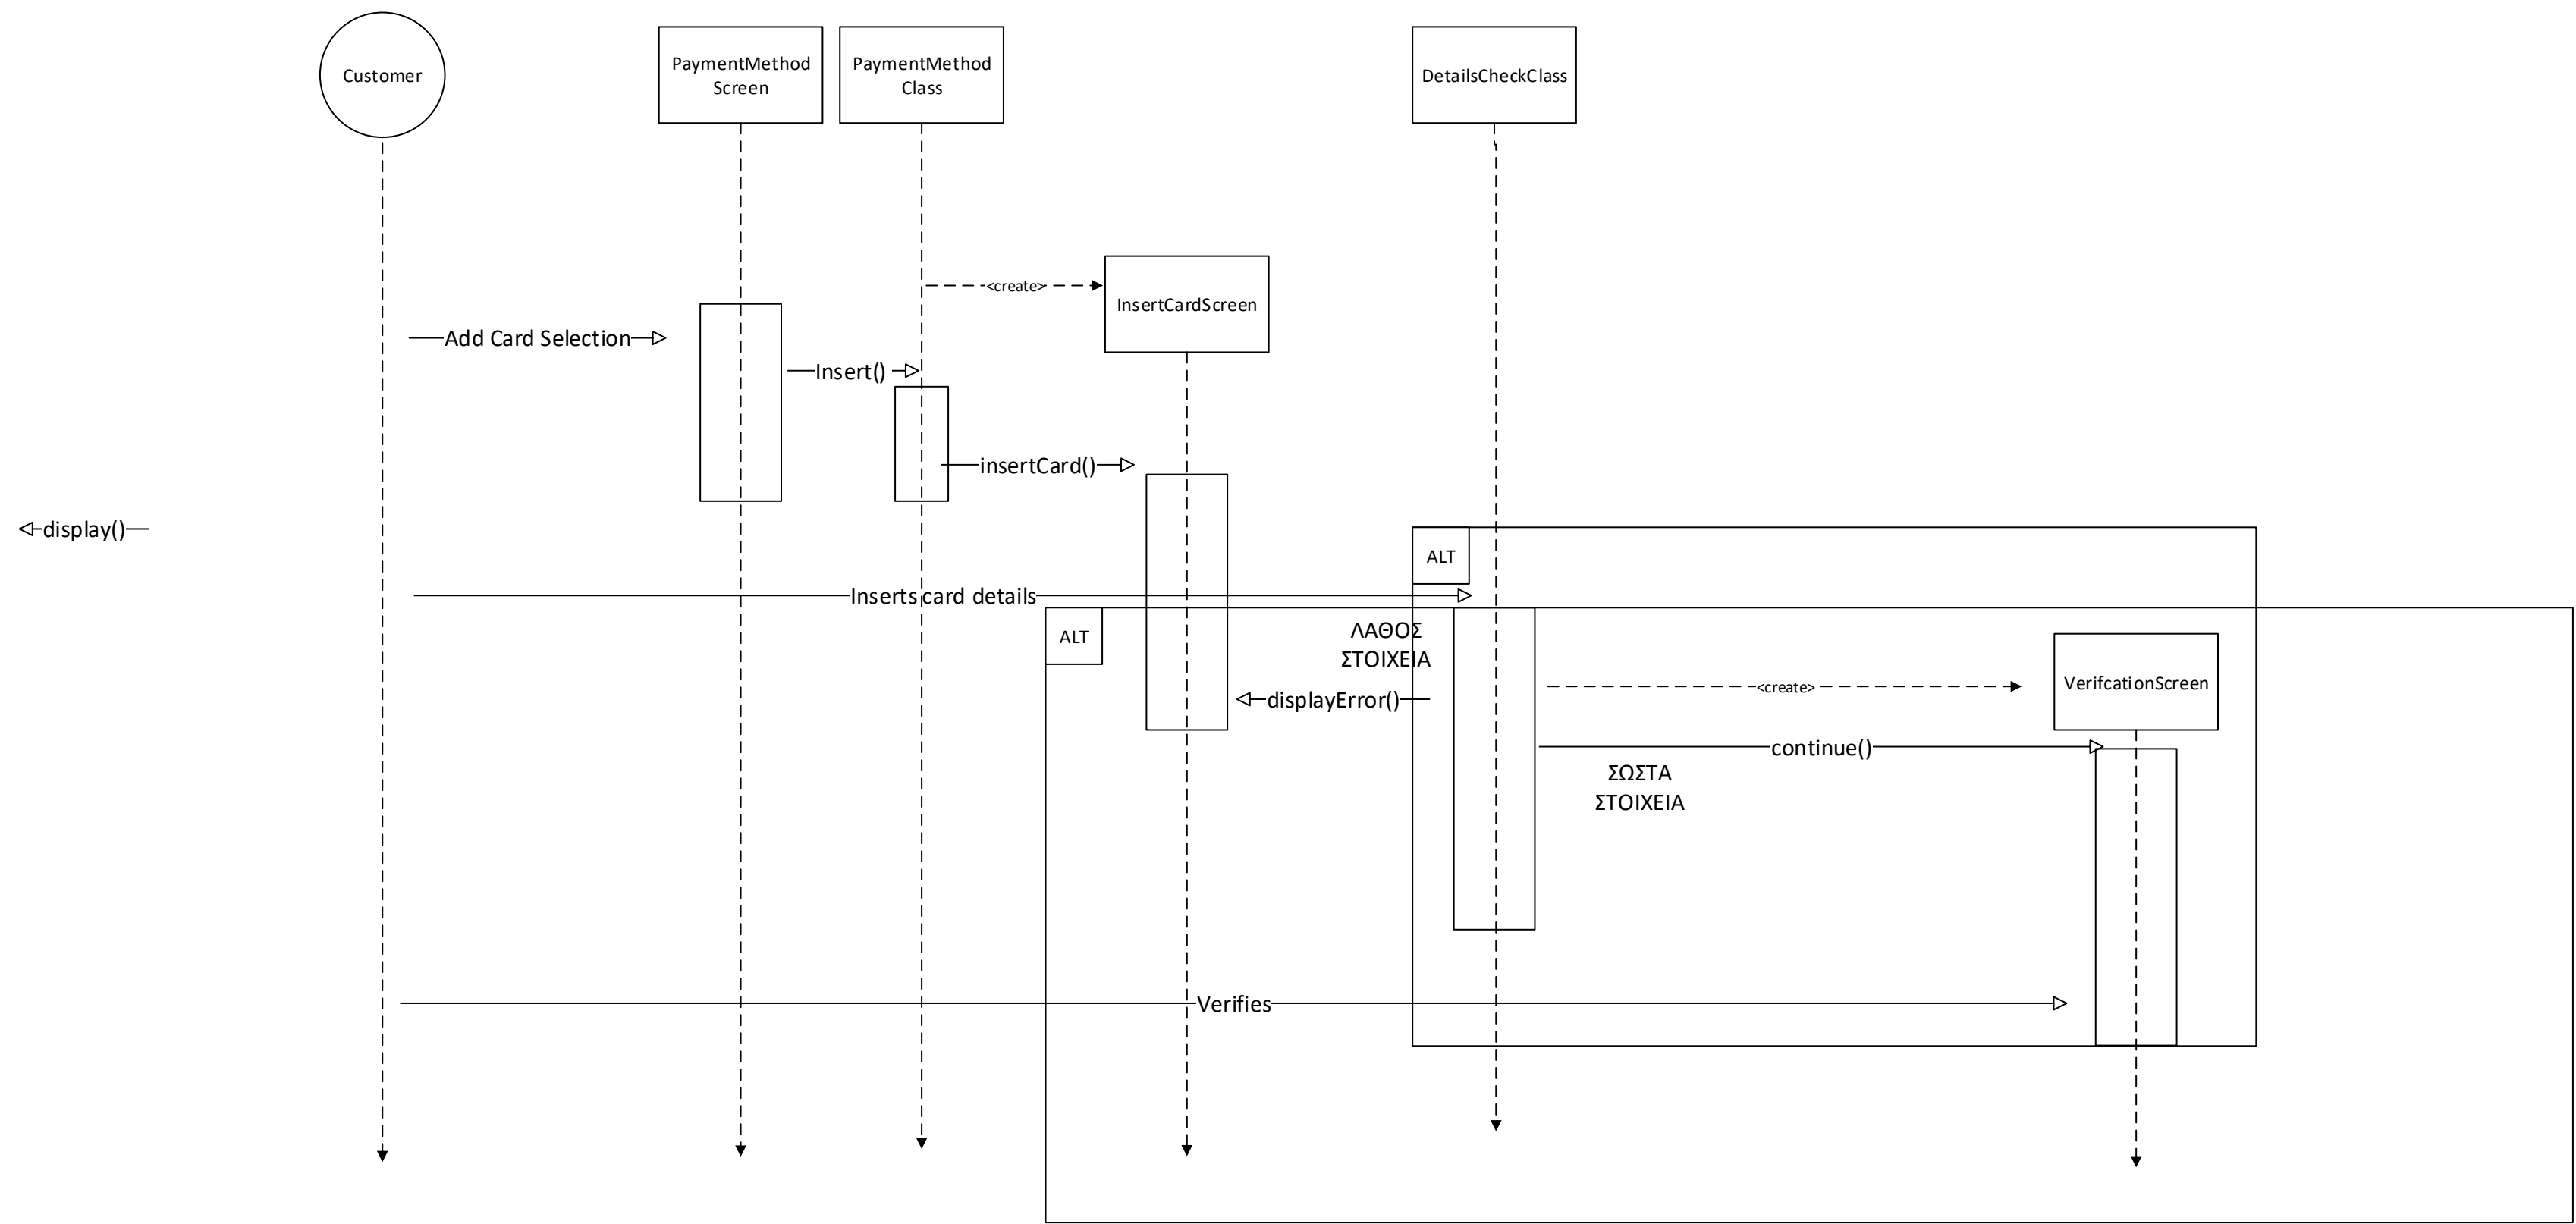 Customer
PaymentMethod
Screen
PaymentMethod
Class
DetailsCheckClass
<create>
InsertCardScreen
Add Card Selection
Insert()
insertCard()
display()
ALT
Inserts card details
ALT
ΛΑΘΟΣ
ΣΤΟΙΧΕΙΑ
<create>
VerifcationScreen
displayError()
continue()
ΣΩΣΤΑ
ΣΤΟΙΧΕΙΑ
Verifies